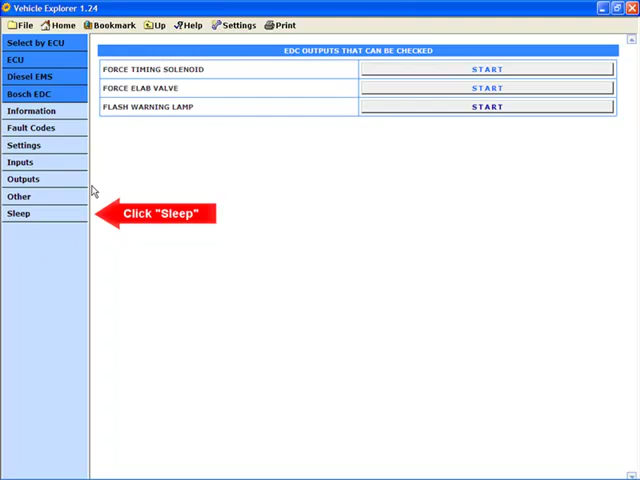 Vehicle Explorer 1.24
File Home Bookmark Up Help Settings Print
Select by ECU
ECU
Diesel EMS
Bosch EDC
Information
Fault Codes
Settings
Inputs
Outputs
Other
Sleep
EDC OUTPUTS THAT CAN BE CHECKED
FORCE TIMING SOLENOID START
FORCE ELAB VALVE START
FLASH WARNING LAMP START
Click "Sleep"